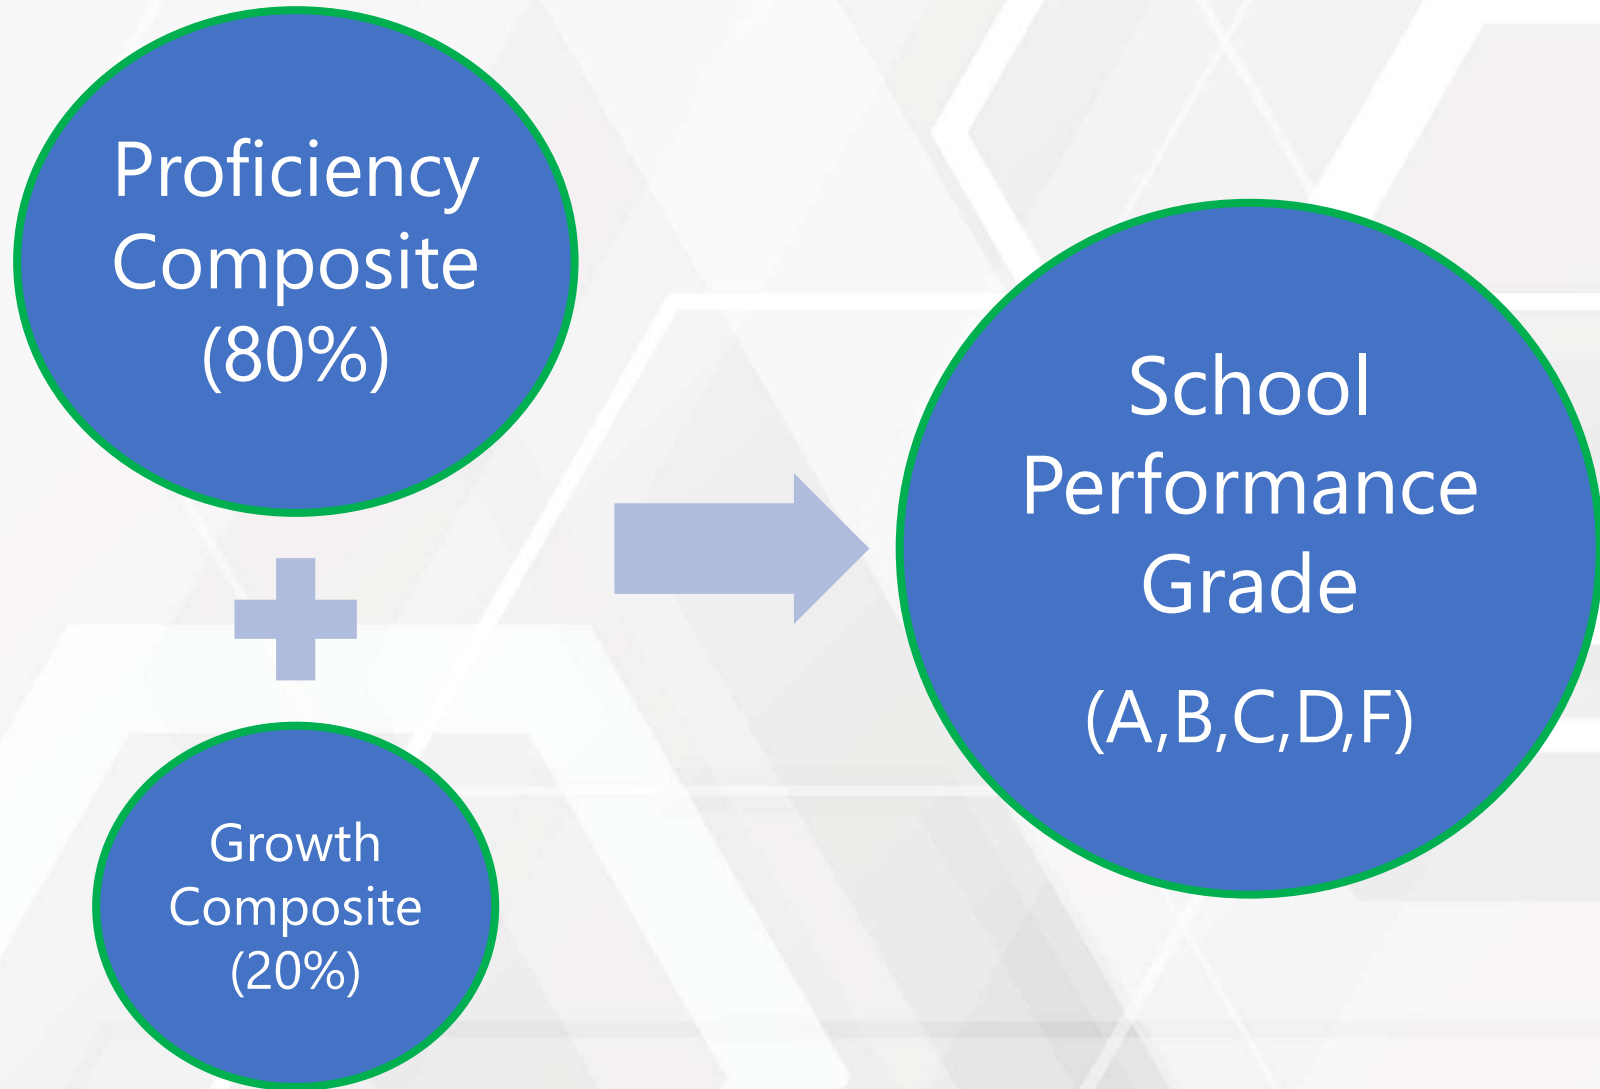 Proficiency
Composite
(80%)
Growth
Composite
(20%)
School
Performance
Grade
(A,B,C,D,F)